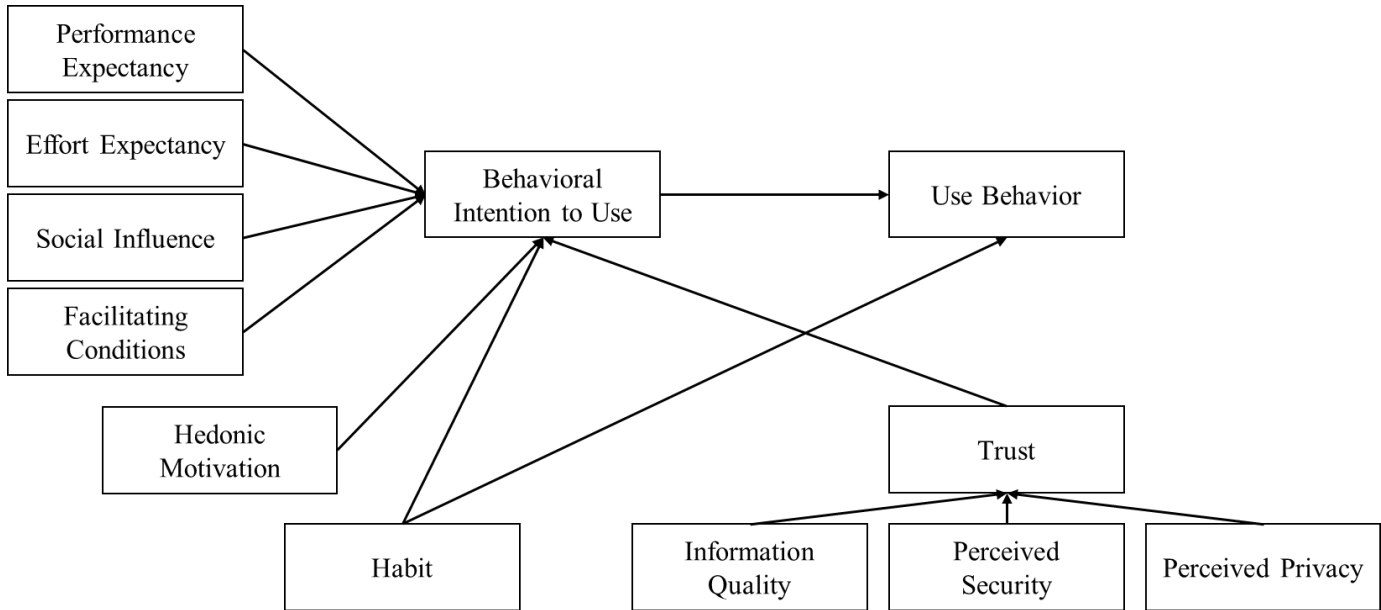 Performance
Expectancy
Effort Expectancy
Social Influence
Facilitating
Conditions
Behavioral
Intention to Use
Use Behavior
Hedonic
Motivation
Trust
Habit
Information
Quality
Perceived
Security
Perceived Privacy